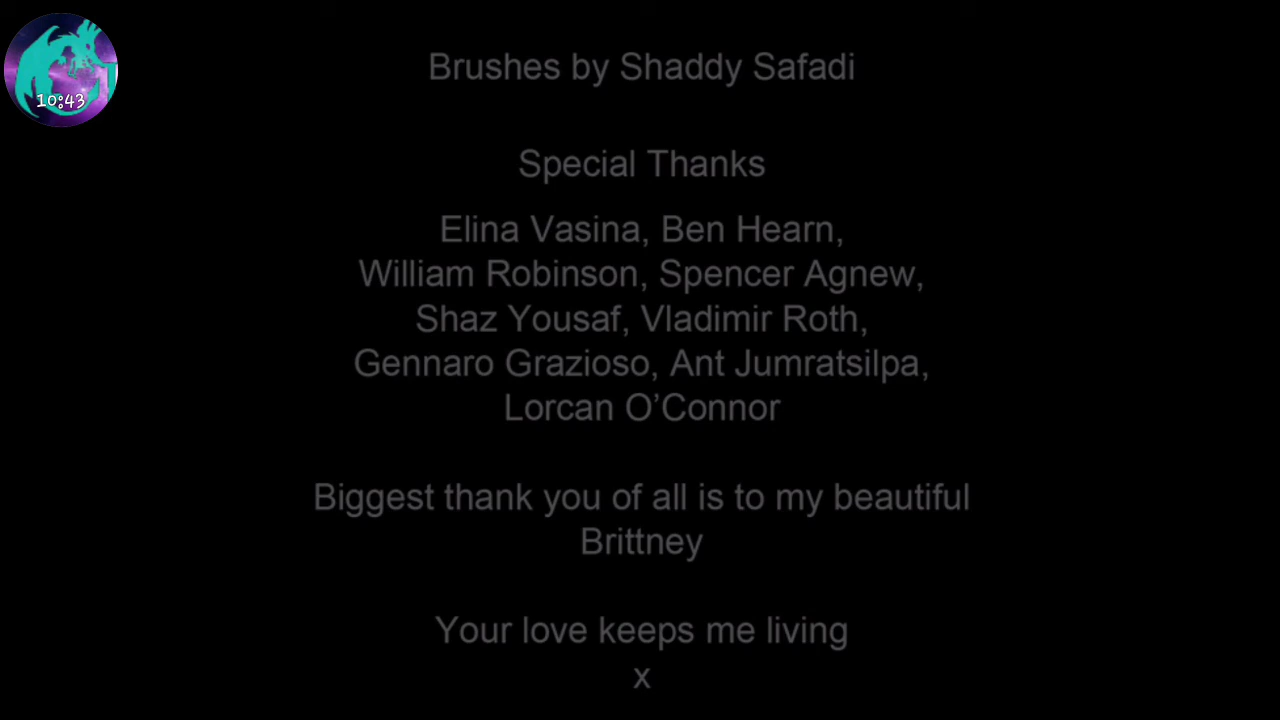 10:43
Brushes by Shaddy Safadi
Special Thanks
Elina Vasina, Ben Hearn,
William Robinson, Spencer Agnew,
Shaz Yousaf, Vladimir Roth,
Gennaro Grazioso, Ant Jumratsilpa,
Lorcan O’Connor
Biggest thank you of all is to my beautiful
Brittney
Your love keeps me living
x